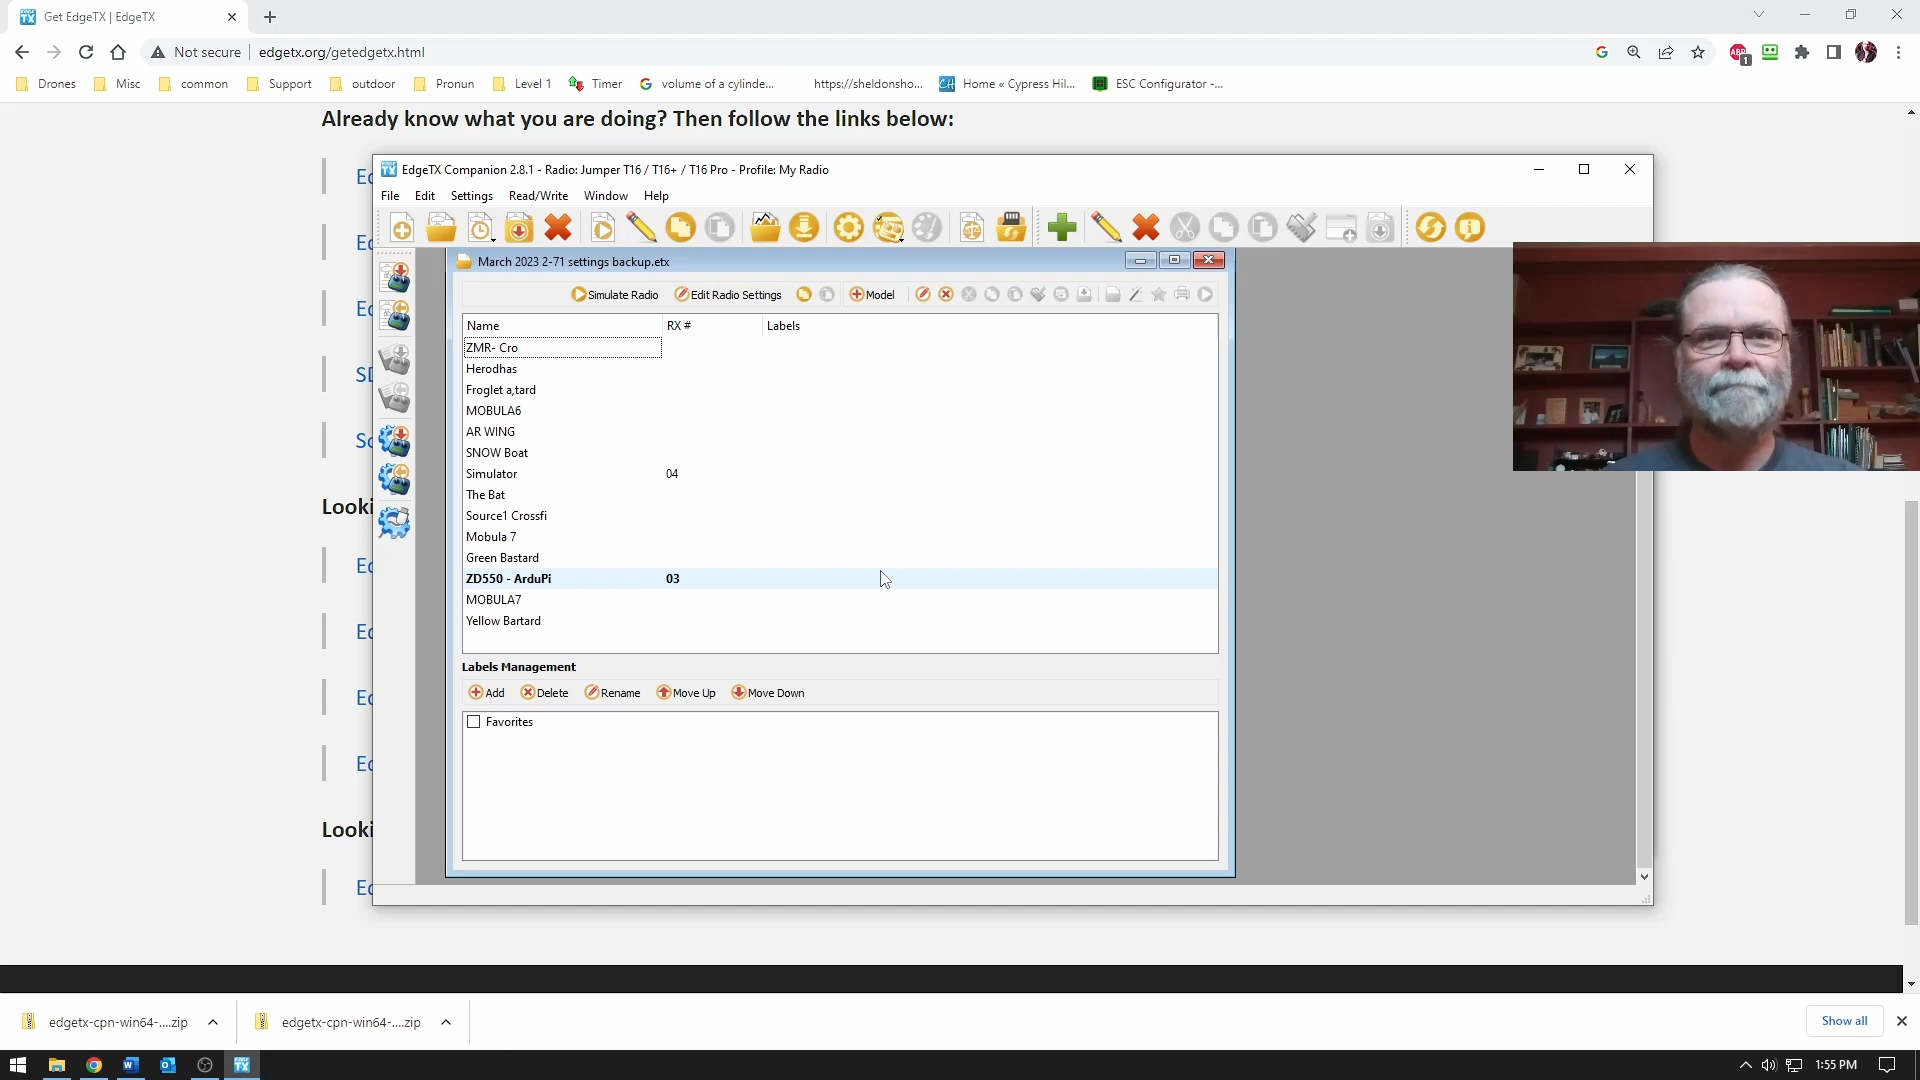 Get EdgeTX | EdgeTX
Not secure
edgetx.org/getedgetx.html
ABP
1
Drones
Misc
common
Support
outdoor
Pronun
Level 1
Timer
volume of a cylinde...
https://sheldonsho...
CH
Home « Cypress Hil...
ESC Configurator -...
Already know what you are doing? Then follow the links below:
EdgeTX Companion 2.8.1 - Radio: Jumper T16 / T16+ / T16 Pro - Profile: My Radio
File
Edit
Settings
Read/Write
Window
Help
March 2023 2-71 settings backup.etx
Simulate Radio
Edit Radio Settings
Model
Name
RX #
Labels
ZMR- Cro
Herodhas
Froglet a,tard
MOBULA6
AR WING
SNOW Boat
Simulator 04
The Bat
Source1 Crossfi
Mobula 7
Green Bastard
ZD550 - ArduPi 03
MOBULA7
Yellow Bartard
Labels Management
Add
Delete
Rename
Move Up
Move Down
Favorites
Looki
Looki
edgetx-cpn-win64-....zip
edgetx-cpn-win64-....zip
Show all
1:55 PM